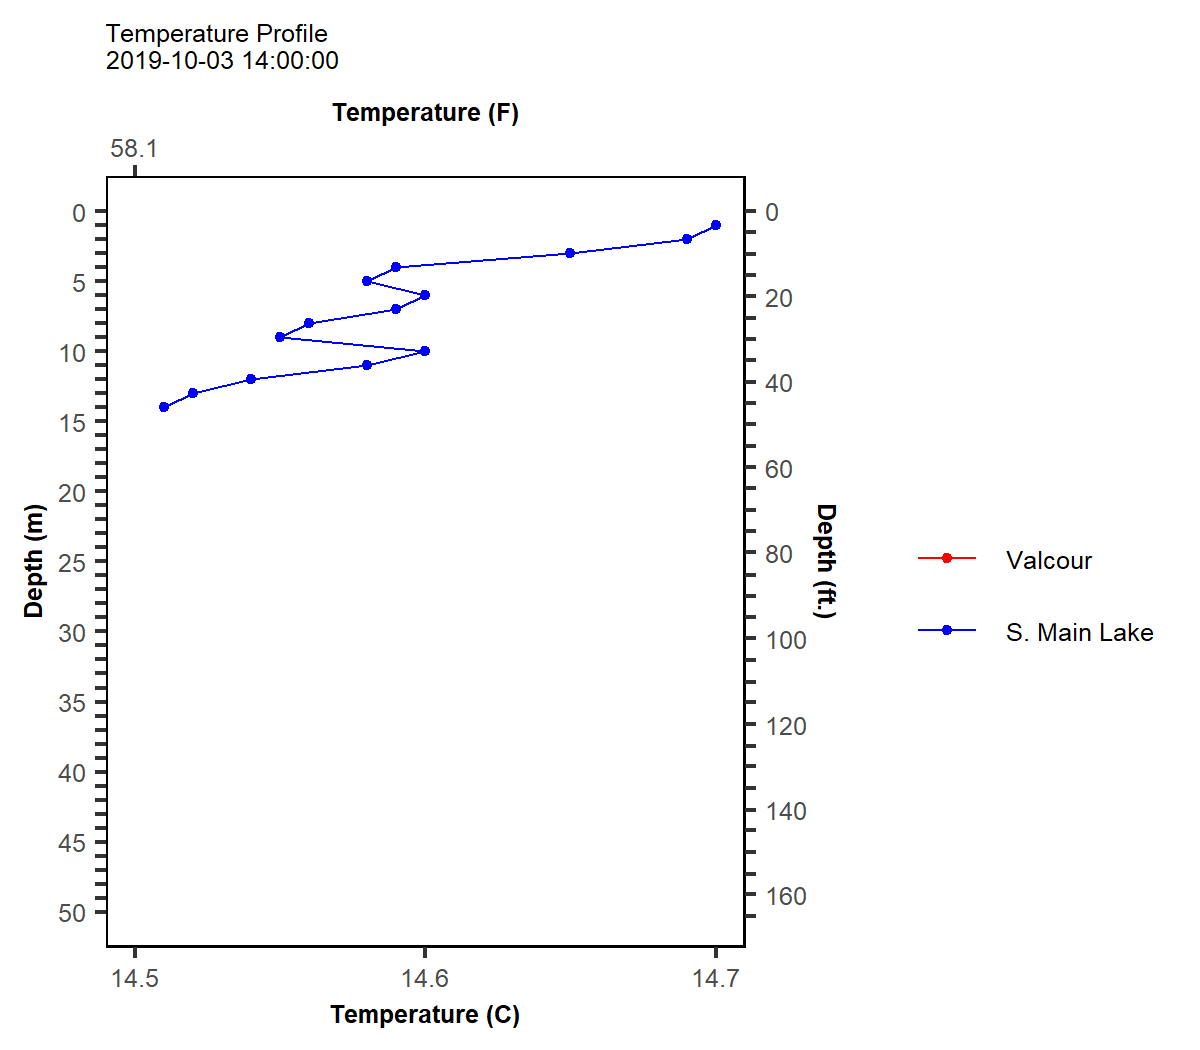 Temperature Profile
2019-10-03 14:00:00
Temperature (F)
58.1
0
5
10
15
20
25
30
35
40
45
50
Depth (m)
0
20
40
60
80
100
120
140
160
Depth (ft.)
Valcour
S. Main Lake
14.5 14.6 14.7
Temperature (C)